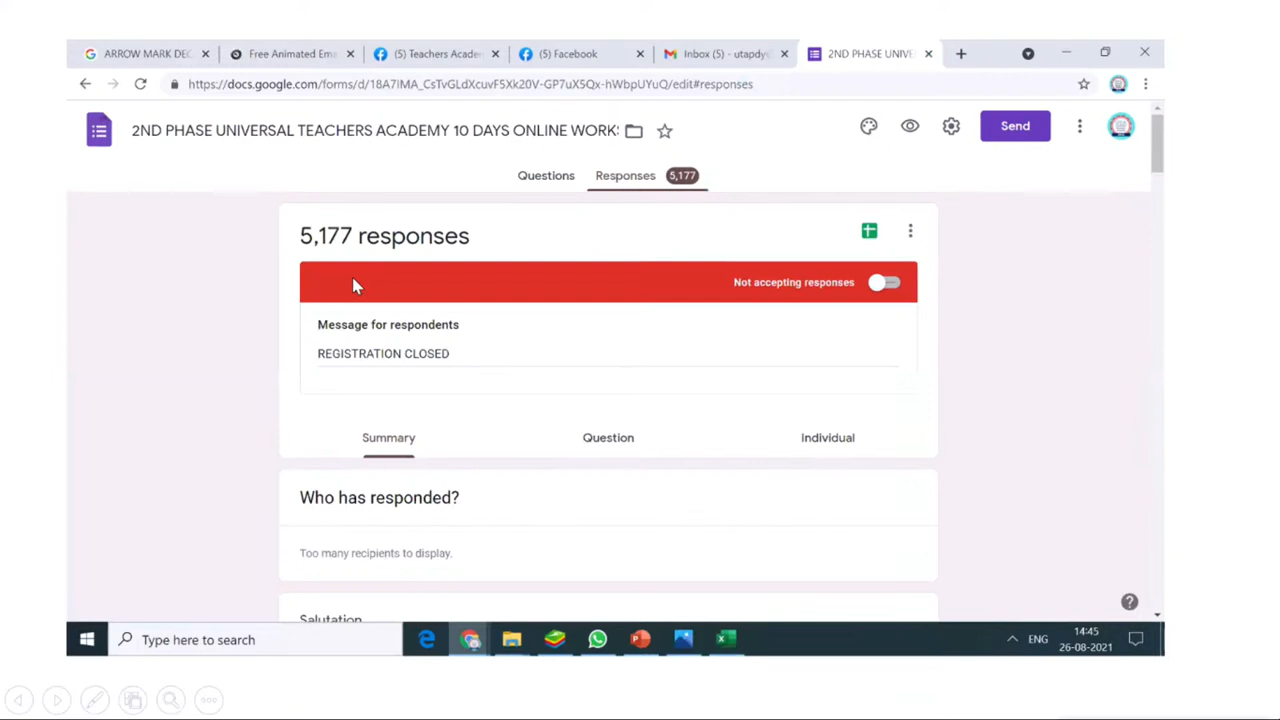 ARROW MARK DEC
Free Animated Ema
(5) Teachers Acade
(5) Facebook
Inbox (5) - utapdy@
2ND PHASE UNIVE
https://docs.google.com/forms/d/18A7IMA_CsTvGLdXcuvF5Xk20V-GP7uX5Qx-hWbpUYuQ/edit#responses
2ND PHASE UNIVERSAL TEACHERS ACADEMY 10 DAYS ONLINE WORK
Send
Questions
Responses
5,177
5,177 responses
Not accepting responses
Message for respondents
REGISTRATION CLOSED
Summary
Question
Individual
Who has responded?
Too many recipients to display.
Salutation
Type here to search
ENG
14:45
26-08-2021